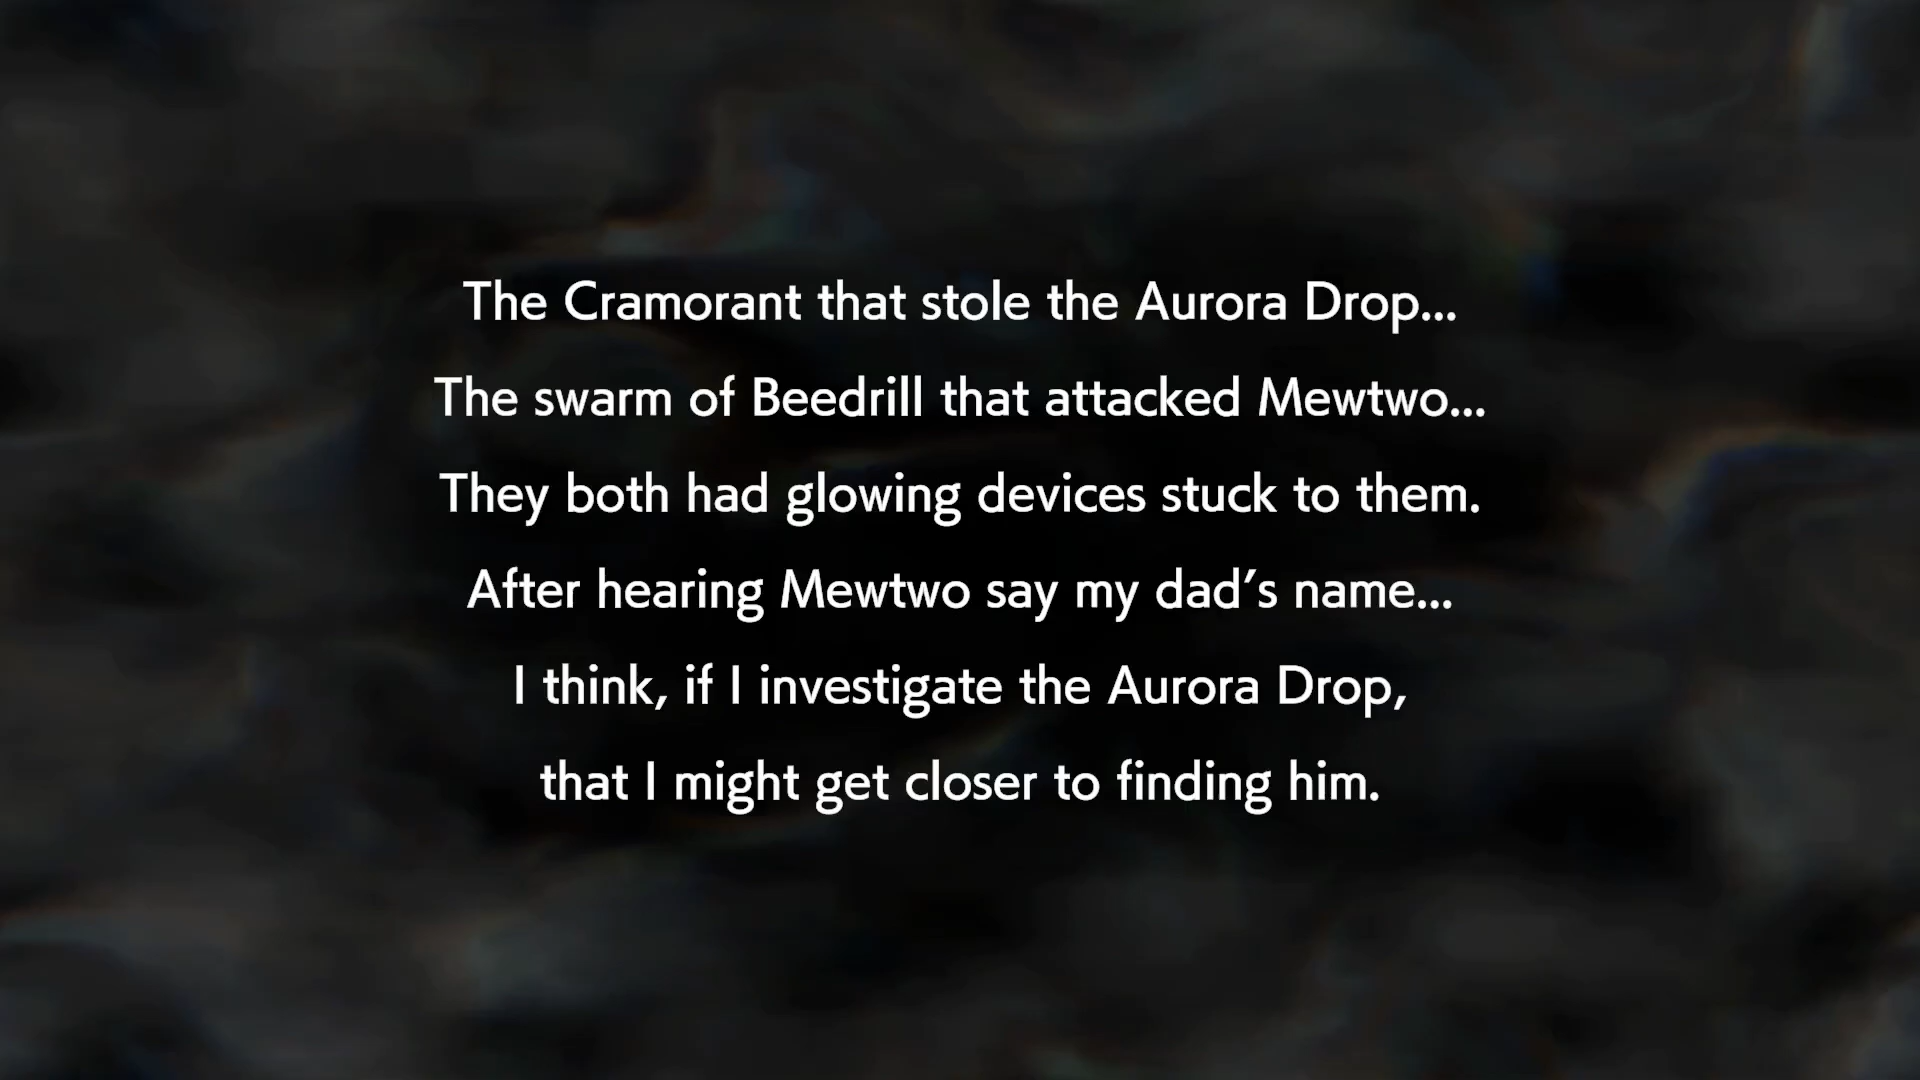 The Cramorant that stole the Aurora Drop...
The swarm of Beedrill that attacked Mewtwo...
They both had glowing devices stuck to them.
After hearing Mewtwo say my dad’s name...
I think, if I investigate the Aurora Drop,
that I might get closer to finding him.